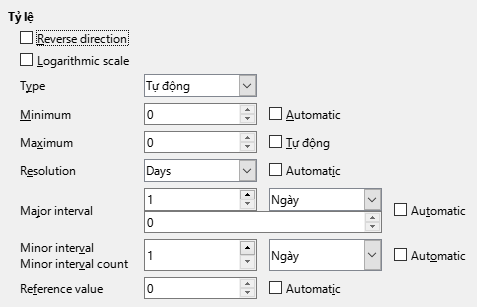 Tỷ lệ
Reverse direction
Logarithmic scale
Type Tự động
Minimum 0 Automatic
Maximum 0 Tự động
Resolution Days Automatic
Major interval 1 Ngày Automatic
0
Minor interval
Minor interval count 1 Ngày Automatic
Reference value 0 Automatic